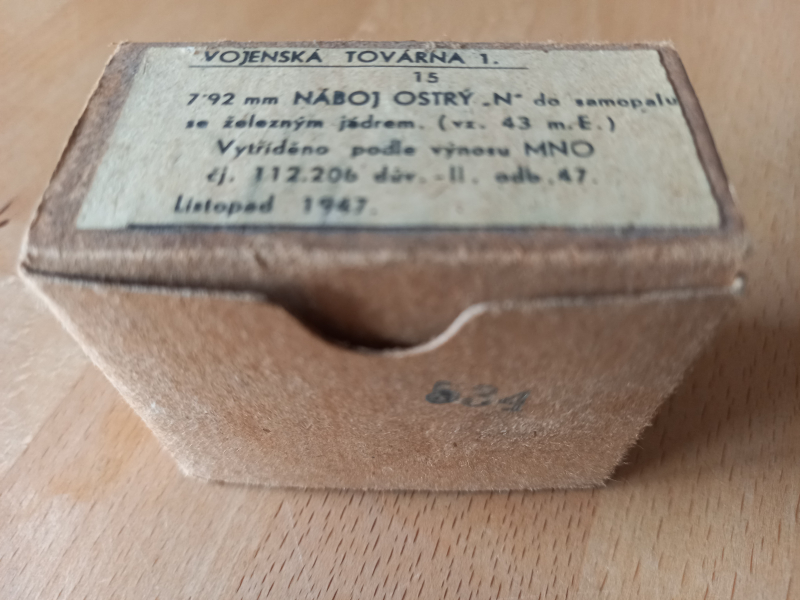 VOJENSKÁ TOVÁRNA 1.
15
7'92 mm NÁBOJ OSTRÝ „N" do samopalu
se železným jádrem. (vz. 43 m.E.)
Vytříděno podle výnosu MNO
čj. 112.206 dův.-II. odb. 47.
Listopad 1947.
524